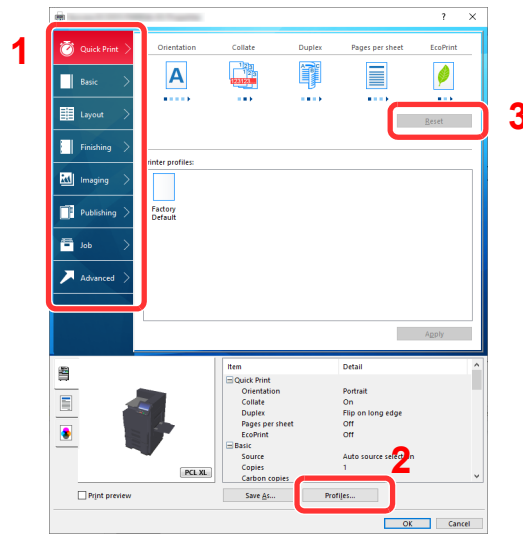 ? ×
1
Quick Print
Basic
Layout
Finishing
Imaging
Publishing
Job
Advanced
Orientation Collate Duplex Pages per sheet EcoPrint
A 123123
3
Reset
rinter profiles:
Factory
Default
Apply
Item Detail
Quick Print
Orientation Portrait
Collate On
Duplex Flip on long edge
Pages per sheet Off
EcoPrint Off
Basic
Source Auto source selection
Copies 1
Carbon copies
2
PCL XL
Print preview
Save As... Profiles...
OK Cancel